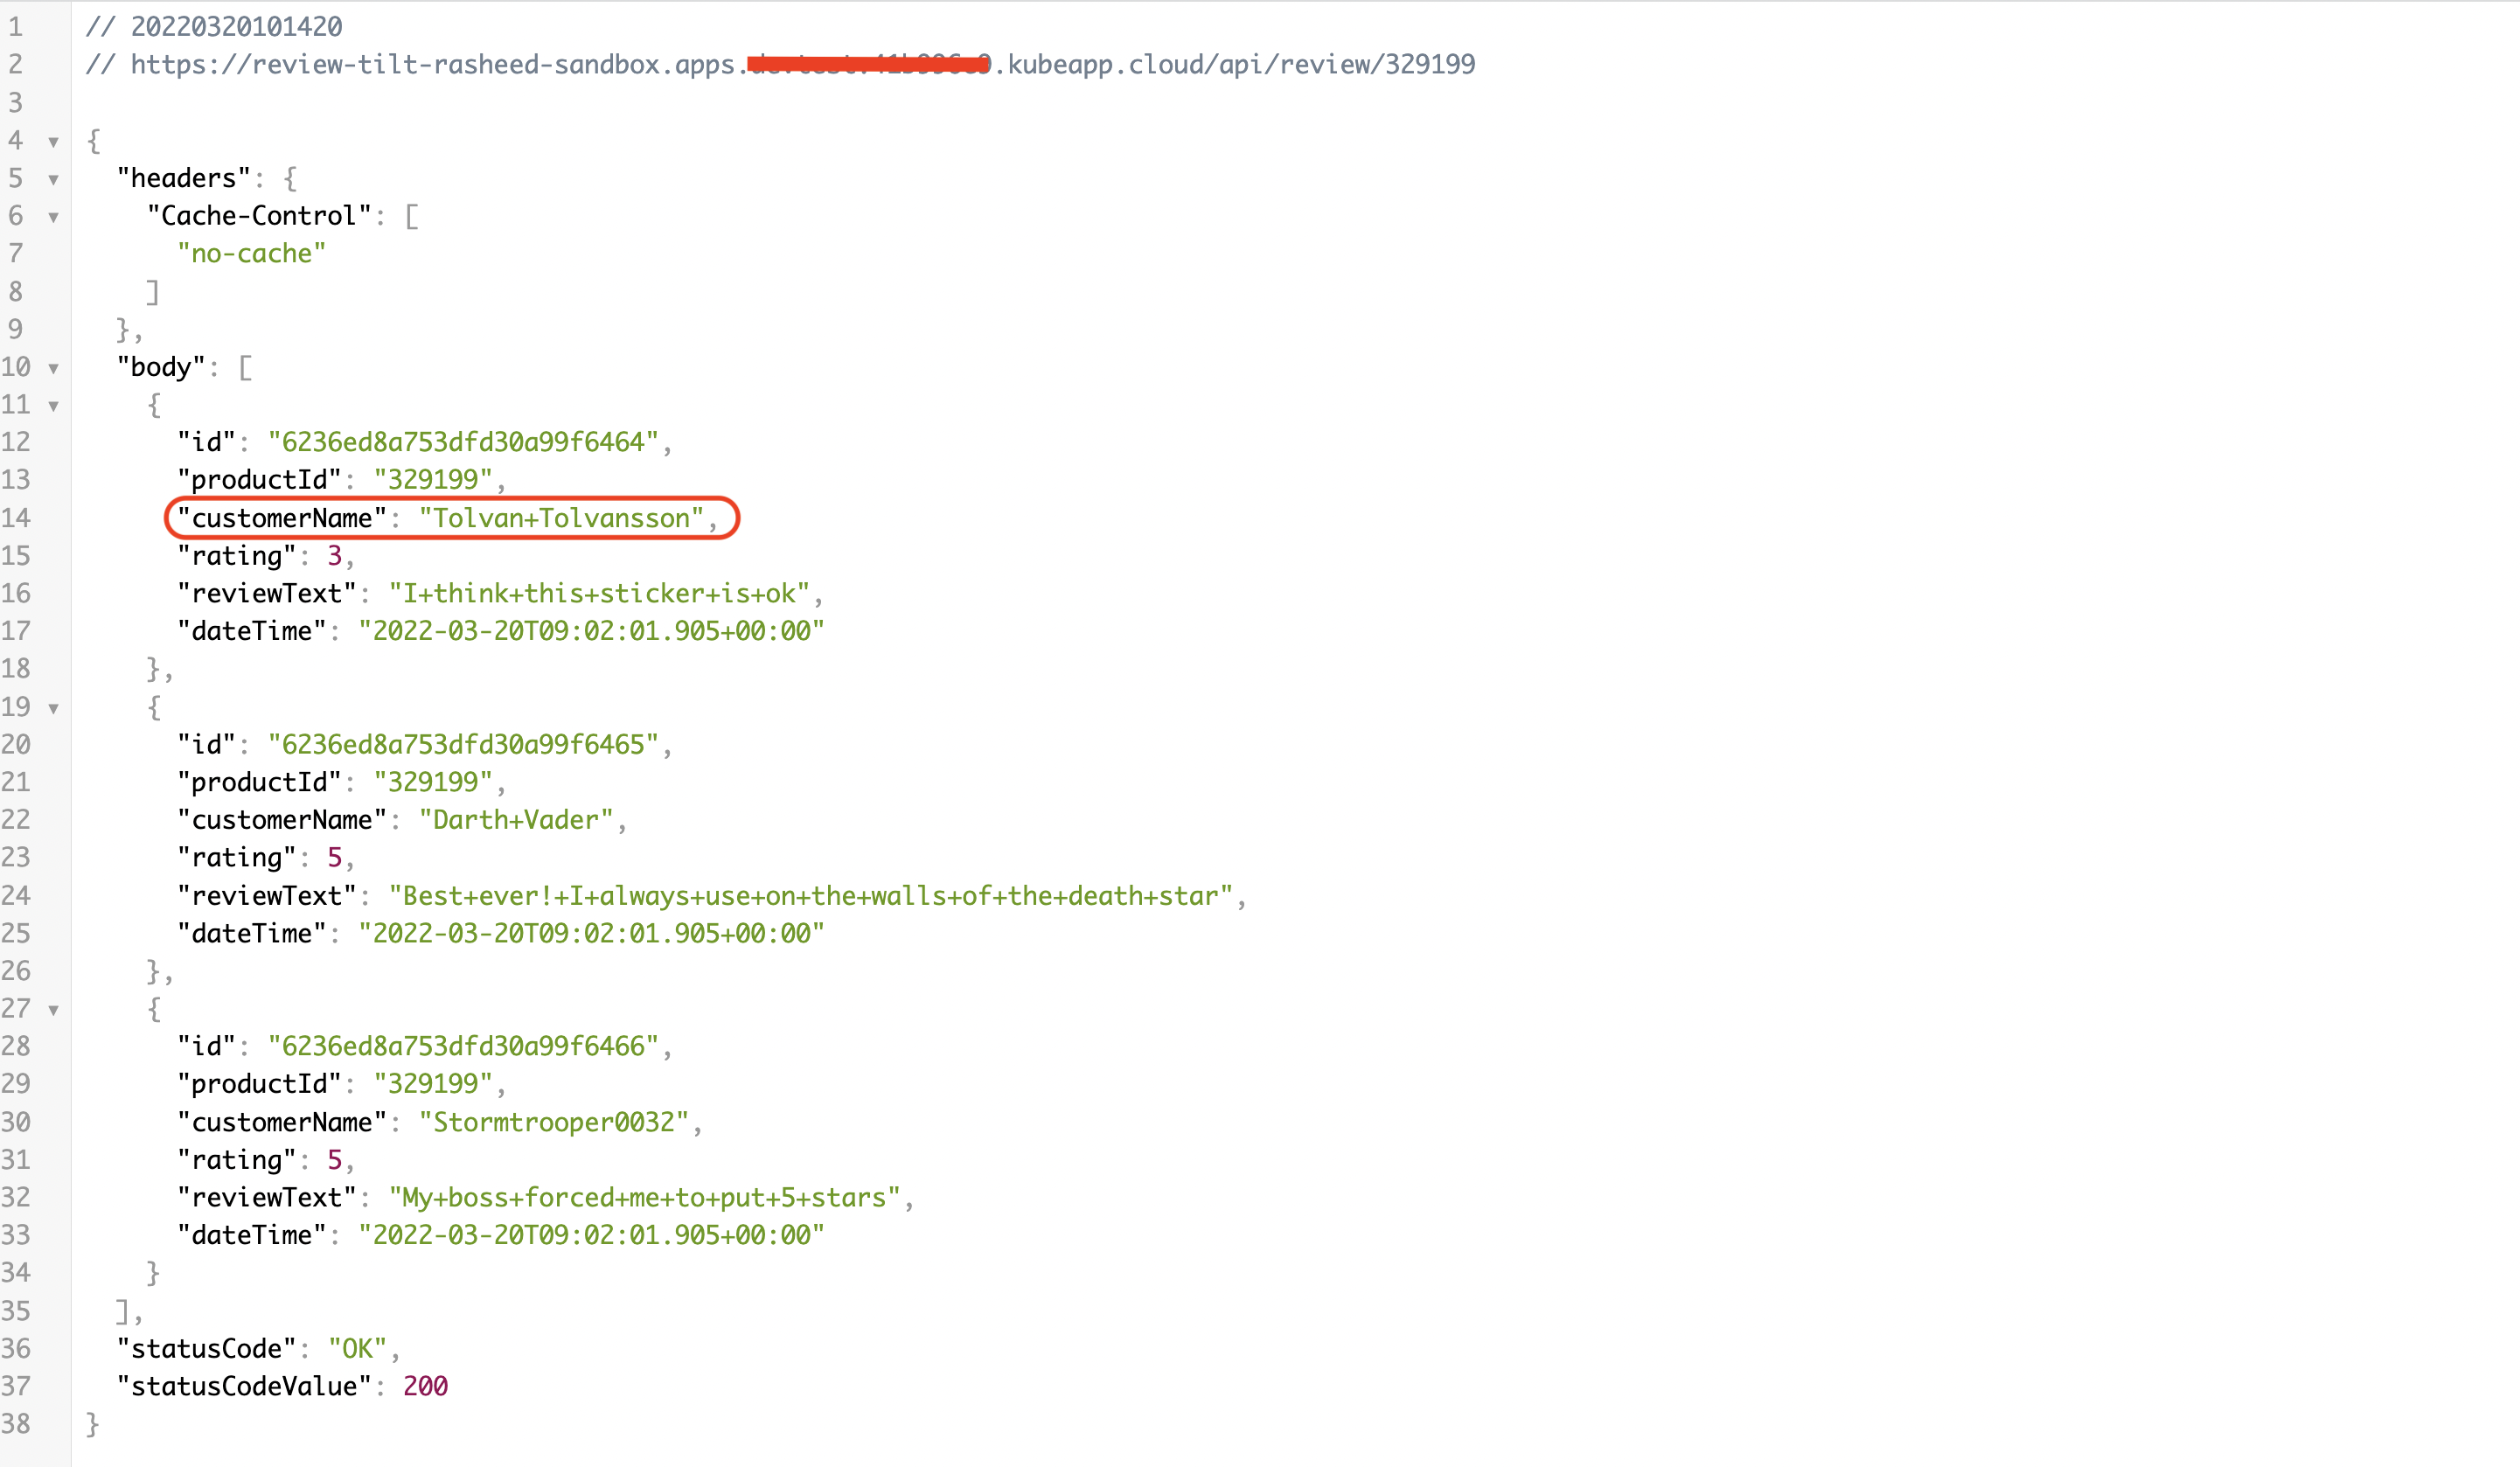 1 // 20220320101420
2 // https://review-tilt-rasheed-sandbox.apps. .kubeapp.cloud/api/review/329199
3
4 ▼ {
5 ▼ "headers": {
6 ▼ "Cache-Control": [
7 "no-cache"
8 ]
9 },
10 ▼ "body": [
11 ▼ {
12 "id": "6236ed8a753dfd30a99f6464",
13 "productId": "329199",
14 "customerName": "Tolvan+Tolvansson",
15 "rating": 3,
16 "reviewText": "I+think+this+sticker+is+ok",
17 "dateTime": "2022-03-20T09:02:01.905+00:00"
18 },
19 ▼ {
20 "id": "6236ed8a753dfd30a99f6465",
21 "productId": "329199",
22 "customerName": "Darth+Vader",
23 "rating": 5,
24 "reviewText": "Best+ever!+I+always+use+on+the+walls+of+the+death+star",
25 "dateTime": "2022-03-20T09:02:01.905+00:00"
26 },
27 ▼ {
28 "id": "6236ed8a753dfd30a99f6466",
29 "productId": "329199",
30 "customerName": "Stormtrooper0032",
31 "rating": 5,
32 "reviewText": "My+boss+forced+me+to+put+5+stars",
33 "dateTime": "2022-03-20T09:02:01.905+00:00"
34 }
35 ],
36 "statusCode": "OK",
37 "statusCodeValue": 200
38 }